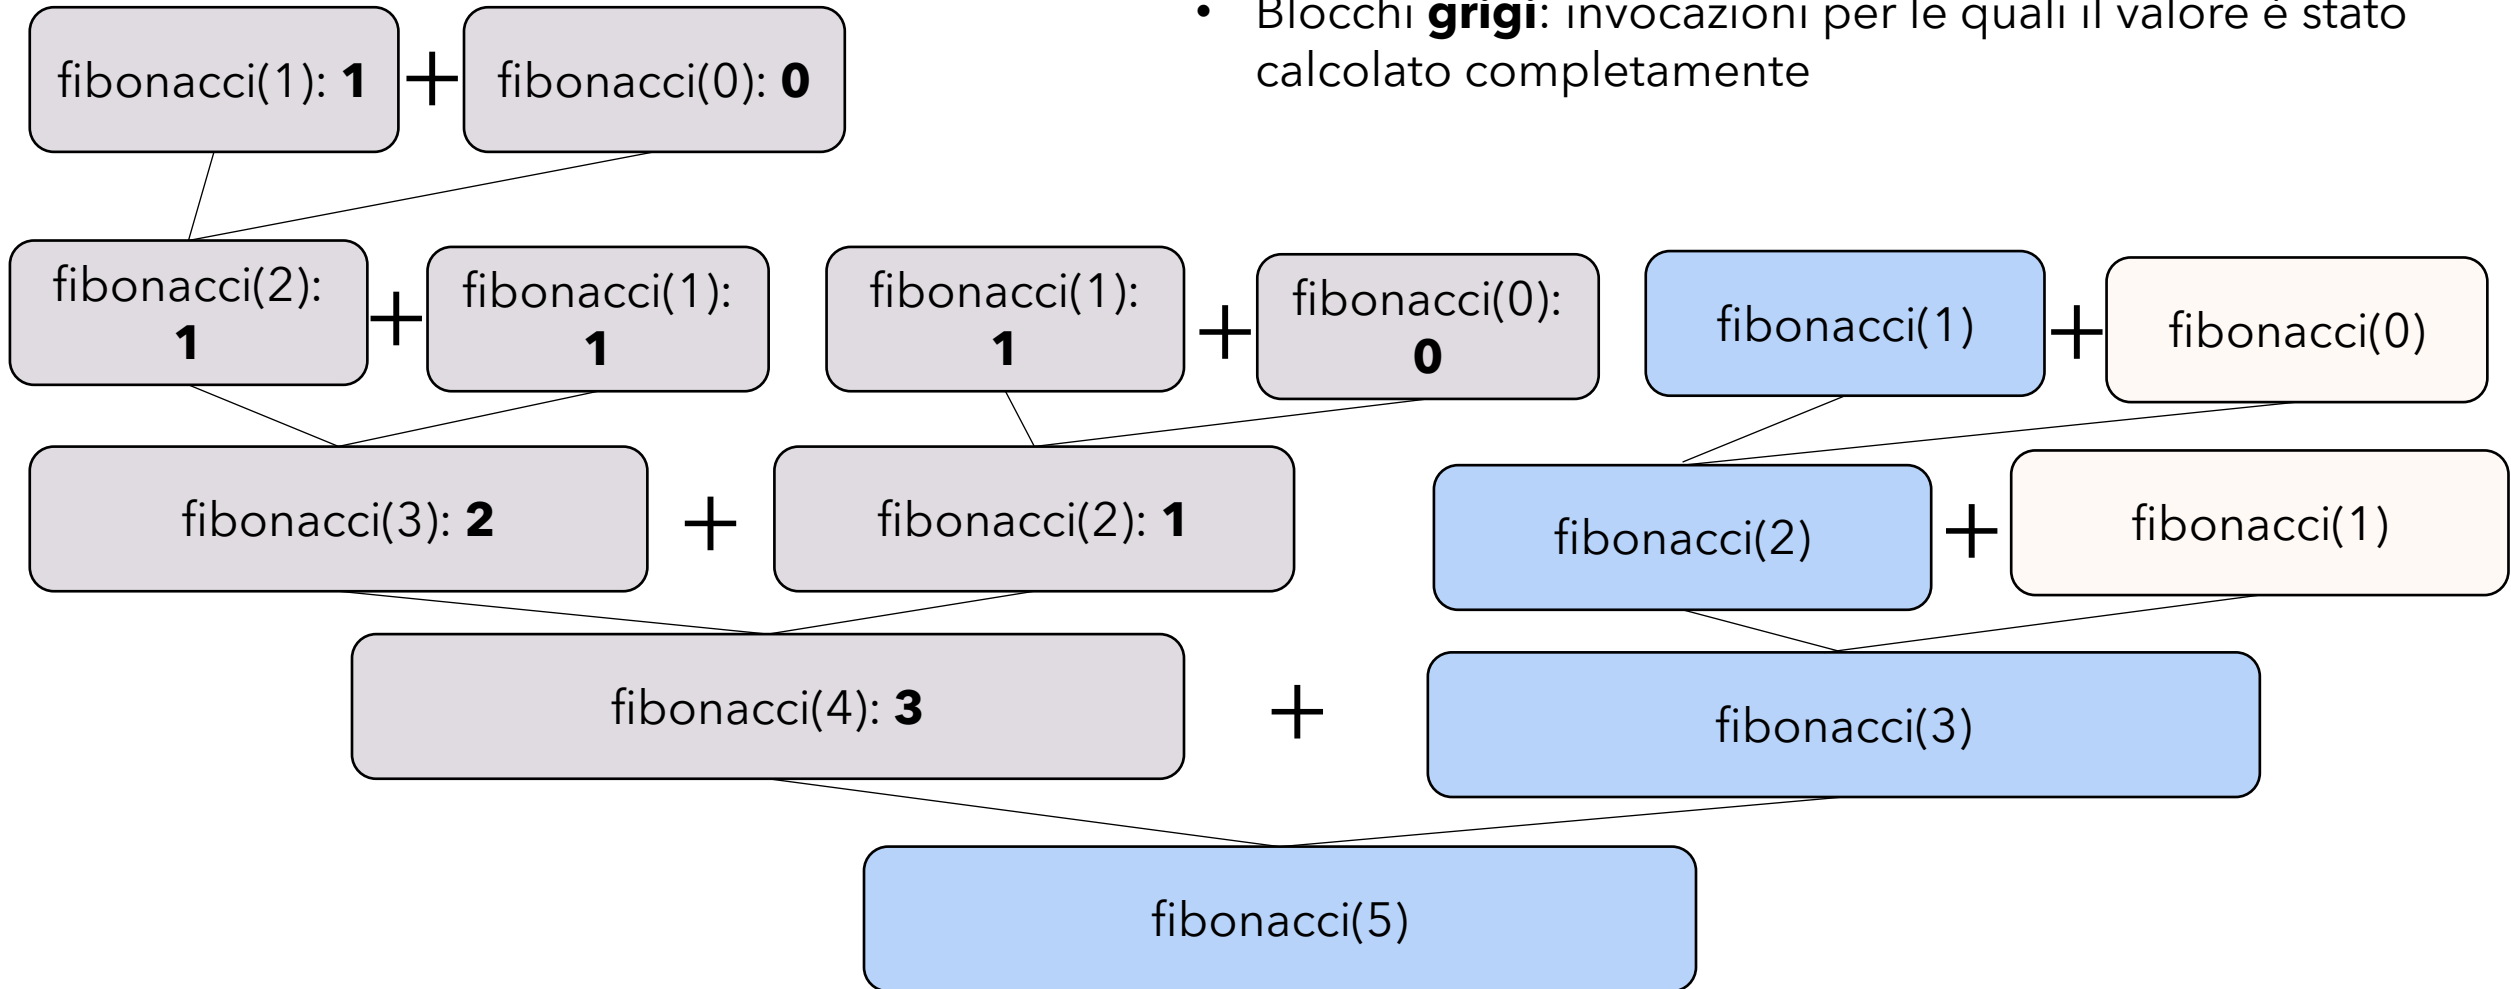 • Blocchi grigi: invocazioni per le quali il valore è stato
calcolato completamente
fibonacci(1): 1 + fibonacci(0): 0
fibonacci(2):
1
+
fibonacci(1):
1
fibonacci(1):
1
+
fibonacci(0):
0
fibonacci(1) + fibonacci(0)
fibonacci(3): 2 + fibonacci(2): 1
fibonacci(2) + fibonacci(1)
fibonacci(4): 3 + fibonacci(3)
fibonacci(5)